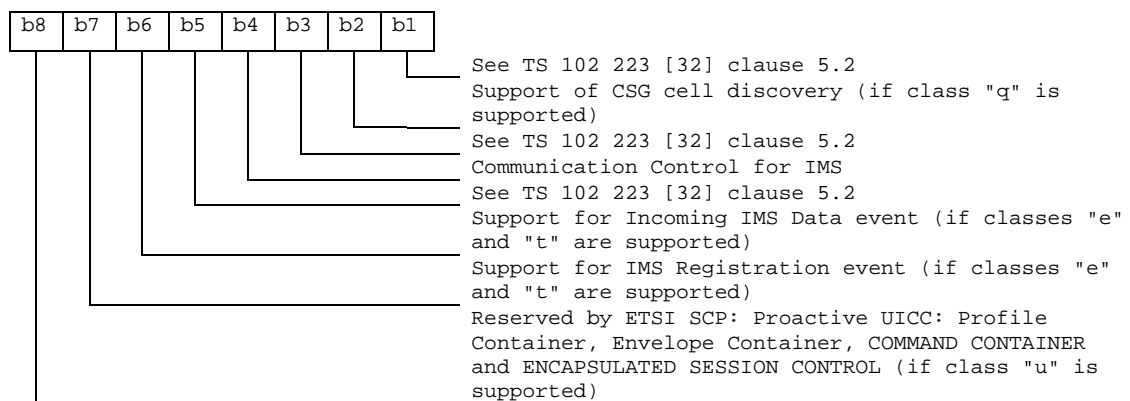 b8 b7 b6 b5 b4 b3 b2 b1
See TS 102 223 [32] clause 5.2
Support of CSG cell discovery (if class "q" is
supported)
See TS 102 223 [32] clause 5.2
Communication Control for IMS
See TS 102 223 [32] clause 5.2
Support for Incoming IMS Data event (if classes "e"
and "t" are supported)
Support for IMS Registration event (if classes "e"
and "t" are supported)
Reserved by ETSI SCP: Proactive UICC: Profile
Container, Envelope Container, COMMAND CONTAINER
and ENCAPSULATED SESSION CONTROL (if class "u" is
supported)